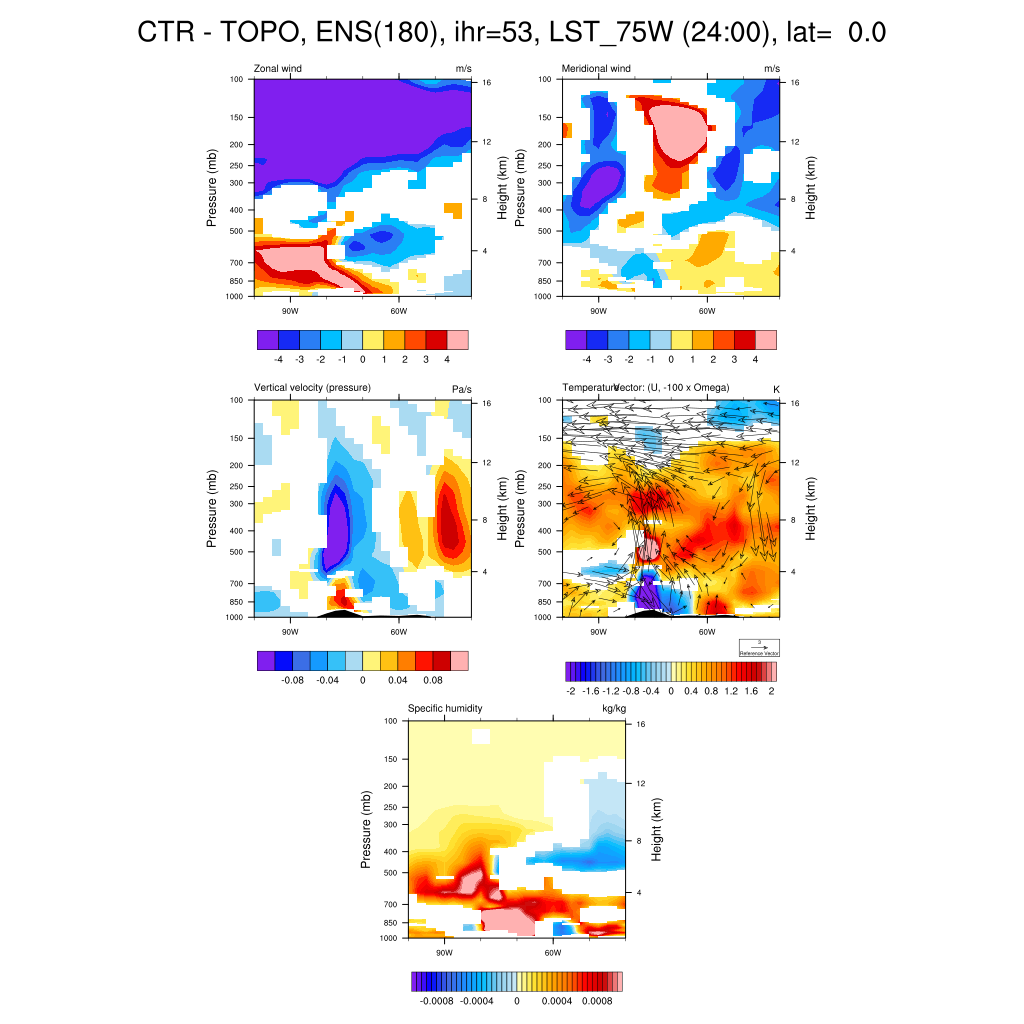 CTR - TOPO, ENS(180), ihr=53, LST_75W (24:00), lat=  0.0
Zonal wind m/s
Meridional wind m/s
100
150
200
250
300
400
500
700
850
1000
16
12
8
4
Pressure (mb)
Height (km)
90W 60W
-4 -3 -2 -1 0 1 2 3 4
100
150
200
250
300
400
500
700
850
1000
16
12
8
4
Pressure (mb)
Height (km)
90W 60W
-4 -3 -2 -1 0 1 2 3 4
Vertical velocity (pressure) Pa/s
100
150
200
250
300
400
500
700
850
1000
16
12
8
4
Pressure (mb)
Height (km)
90W 60W
-0.08 -0.04 0 0.04 0.08
Temperature Vector: (U, -100 x Omega) K
100
150
200
250
300
400
500
700
850
1000
16
12
8
4
Pressure (mb)
Height (km)
90W 60W
3
Reference Vector
-2 -1.6 -1.2 -0.8 -0.4 0 0.4 0.8 1.2 1.6 2
Specific humidity kg/kg
100
150
200
250
300
400
500
700
850
1000
16
12
8
4
Pressure (mb)
Height (km)
90W 60W
-0.0008 -0.0004 0 0.0004 0.0008